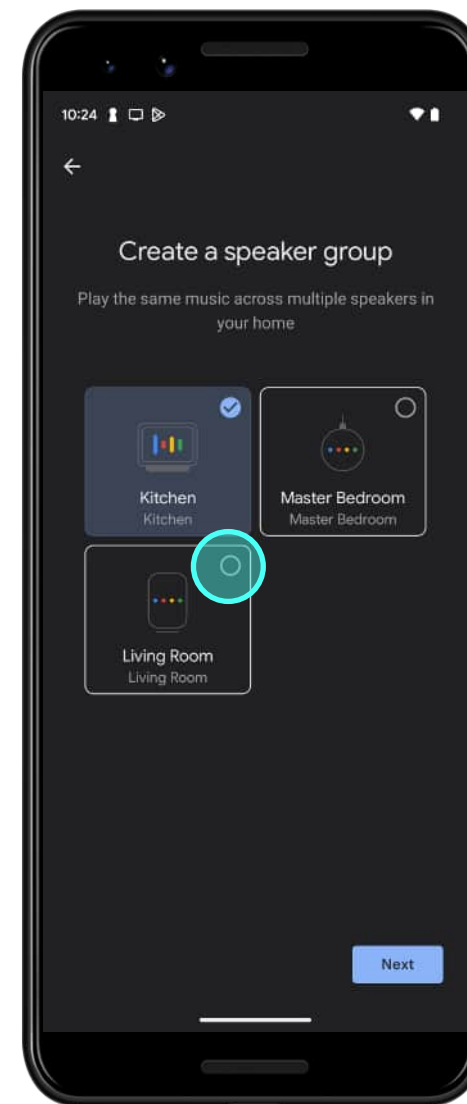 10:24
Create a speaker group
Play the same music across multiple speakers in
your home
Kitchen
Kitchen
Master Bedroom
Master Bedroom
Living Room
Living Room
Next